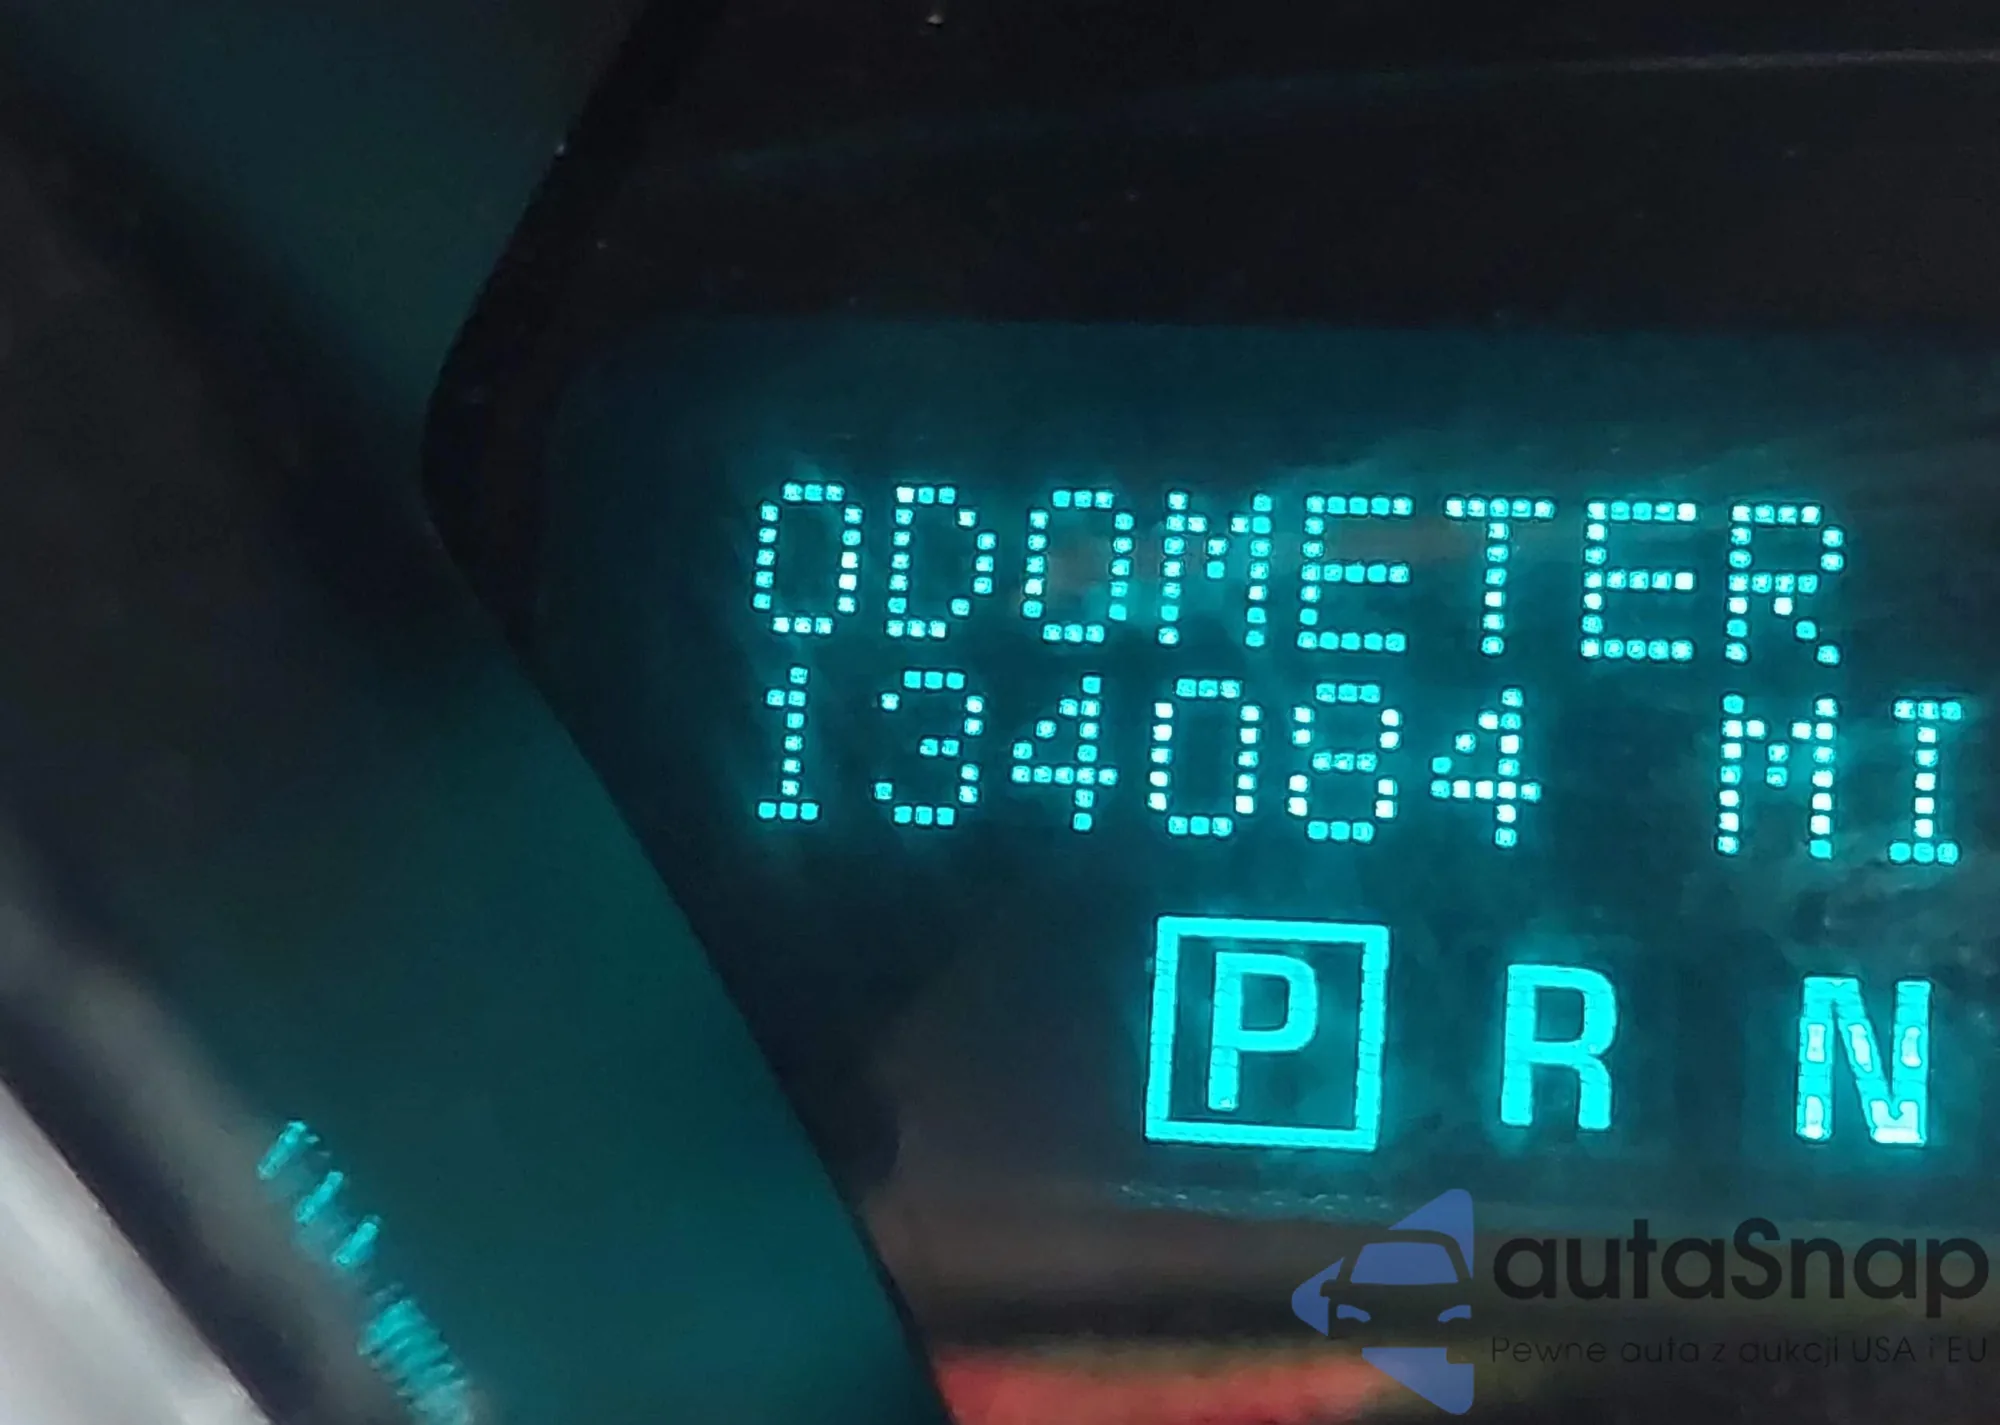 ODOMETER
134084 MI
P R N
autaSnap
Pewne auta z aukcji USA i EU